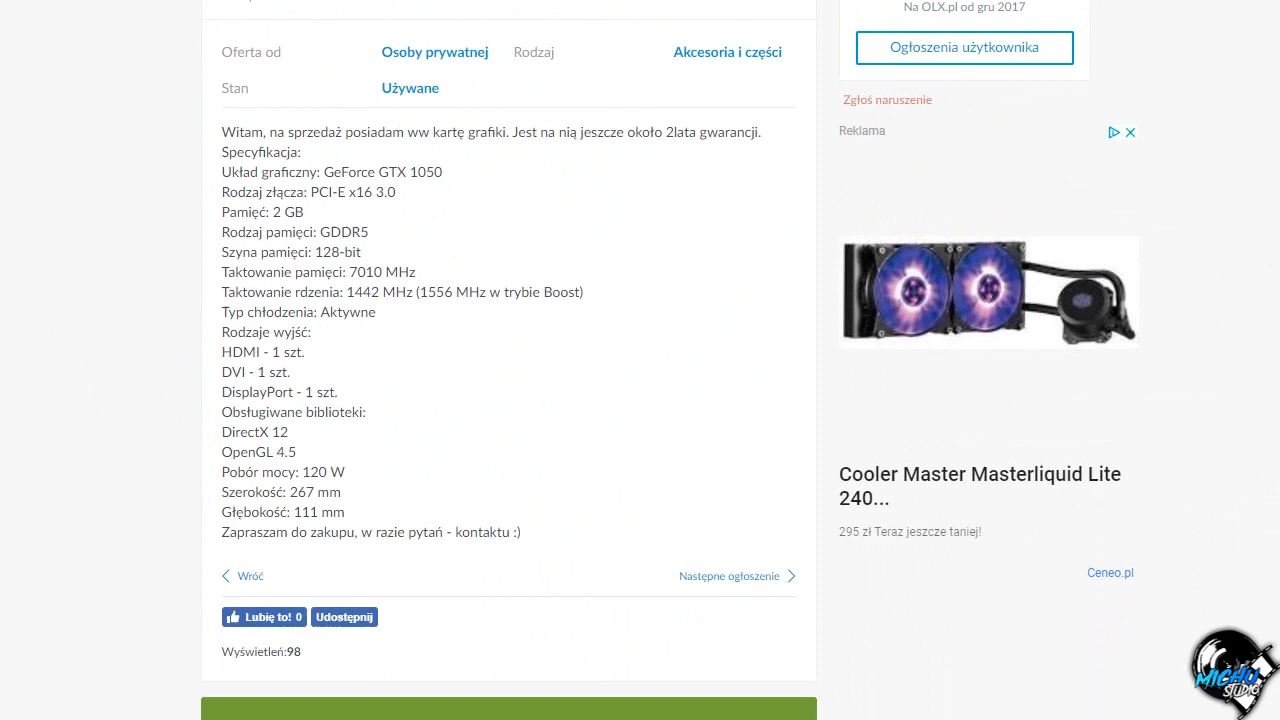 Na OLX.pl od gru 2017
Ogłoszenia użytkownika
Zgłoś naruszenie
Reklama
Oferta od Osoby prywatnej Rodzaj Akcesoria i części
Stan Używane
Witam, na sprzedaż posiadam ww kartę grafiki. Jest na nią jeszcze około 2lata gwarancji.
Specyfikacja:
Układ graficzny: GeForce GTX 1050
Rodzaj złącza: PCI-E x16 3.0
Pamięć: 2 GB
Rodzaj pamięci: GDDR5
Szyna pamięci: 128-bit
Taktowanie pamięci: 7010 MHz
Taktowanie rdzenia: 1442 MHz (1556 MHz w trybie Boost)
Typ chłodzenia: Aktywne
Rodzaje wyjść:
HDMI - 1 szt.
DVI - 1 szt.
DisplayPort - 1 szt.
Obsługiwane biblioteki:
DirectX 12
OpenGL 4.5
Pobór mocy: 120 W
Szerokość: 267 mm
Głębokość: 111 mm
Zapraszam do zakupu, w razie pytań - kontaktu :)
Wróć Następne ogłoszenie
Lubię to! 0 Udostępnij
Wyświetleń:98
Cooler Master Masterliquid Lite
240...
295 zł Teraz jeszcze taniej!
Ceneo.pl
MICHU
STUDIO